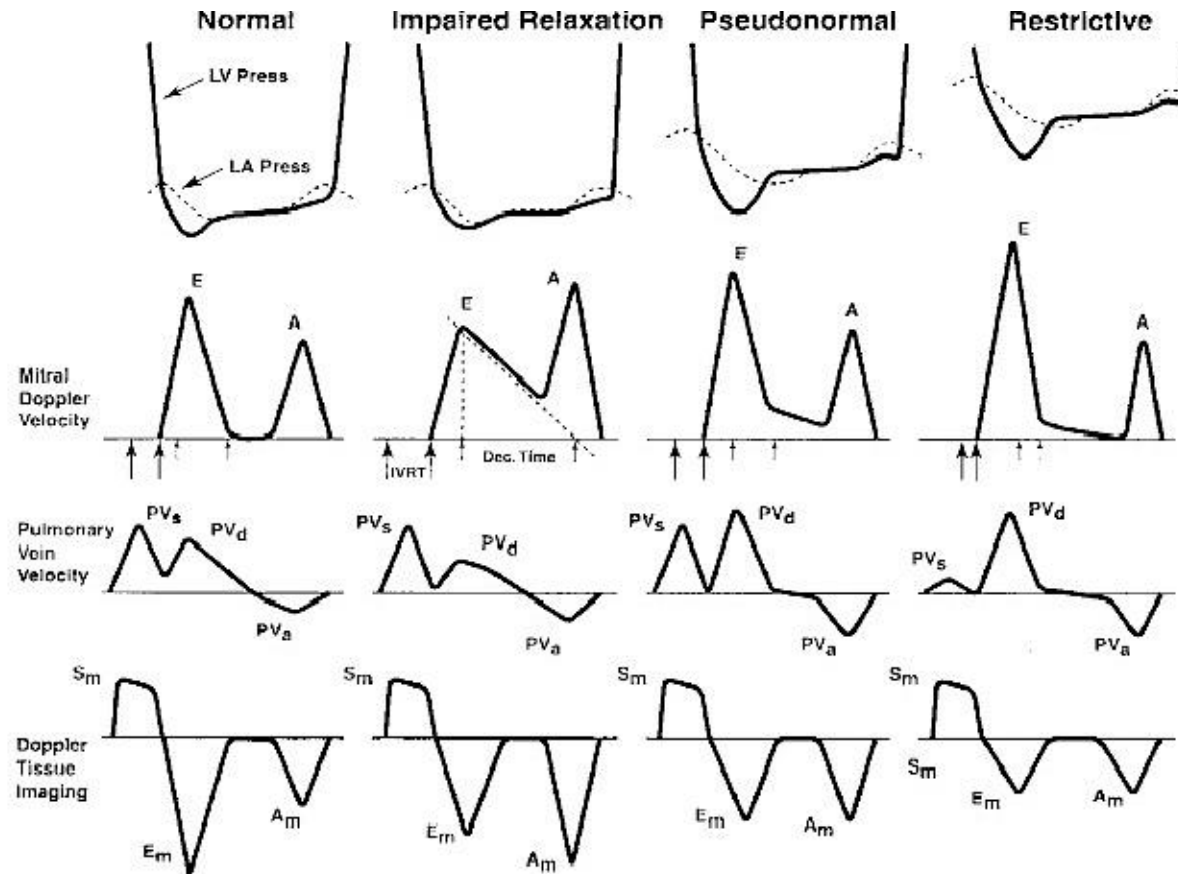 Normal Impaired Relaxation Pseudonormal Restrictive
LV Press
LA Press
E A E A E A E A
Mitral
Doppler
Velocity
IVRT Dec. Time
Pulmonary
Vein
Velocity
PVs PVd PVs PVd PVs PVd PVs PVd
PVa PVa PVa
Sm Sm Sm Sm
Doppler
Tissue
Imaging
Sm
Em Am Em Am Em Am Em Am